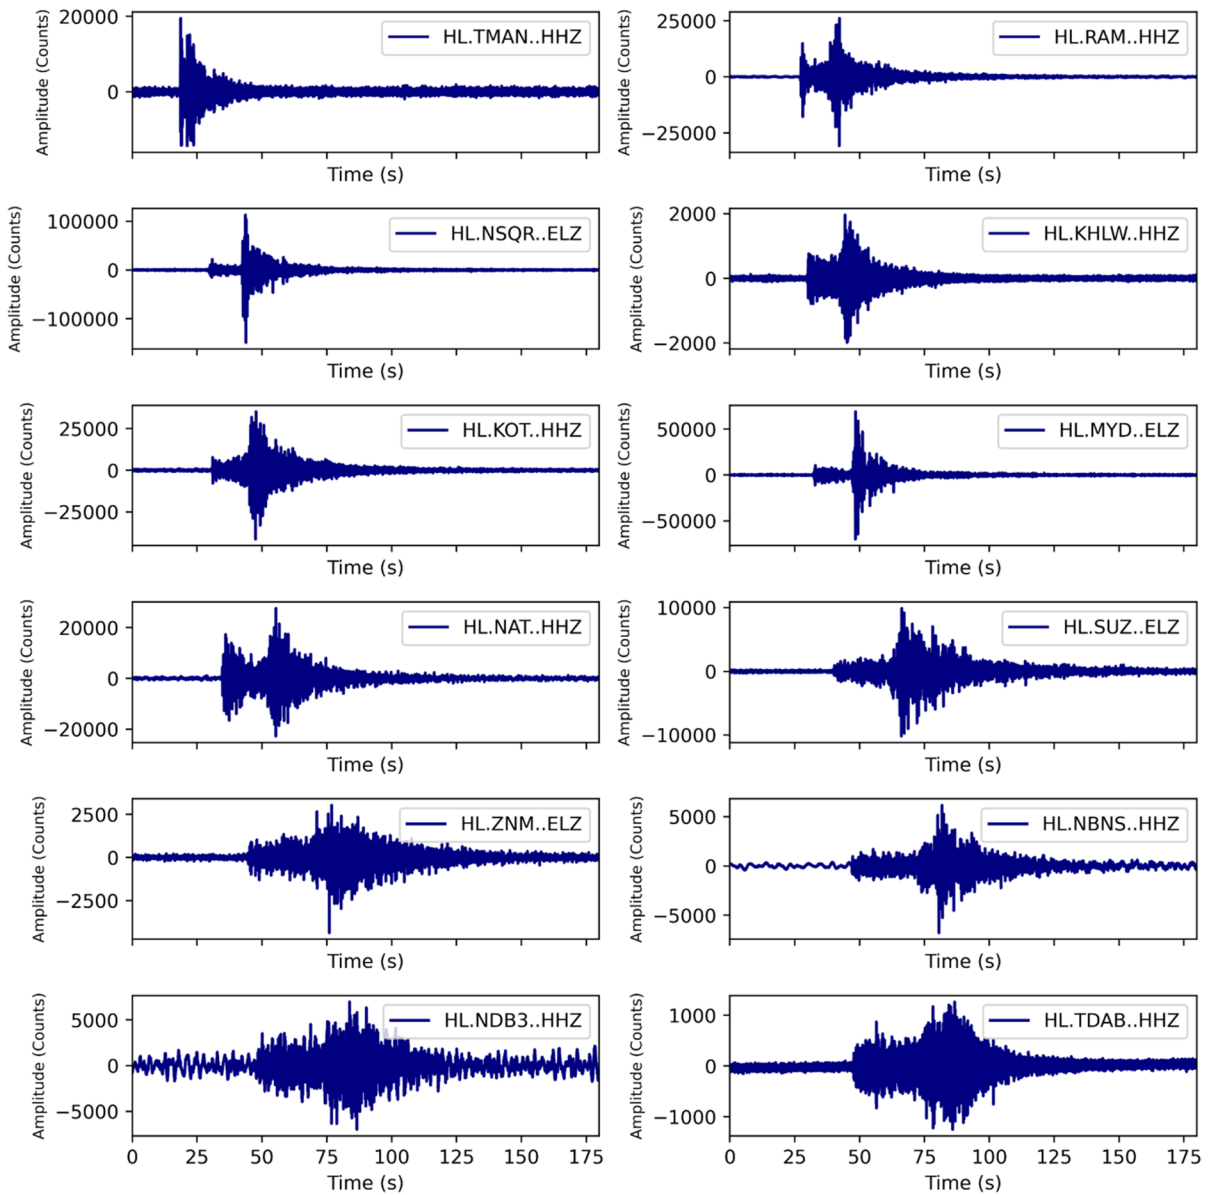 20000
0
Amplitude (Counts)
HL.TMAN..HHZ
Time (s)
25000
0
−25000
Amplitude (Counts)
HL.RAM..HHZ
Time (s)
100000
0
−100000
Amplitude (Counts)
HL.NSQR..ELZ
Time (s)
2000
0
−2000
Amplitude (Counts)
HL.KHLW..HHZ
Time (s)
25000
0
−25000
Amplitude (Counts)
HL.KOT..HHZ
Time (s)
50000
0
−50000
Amplitude (Counts)
HL.MYD..ELZ
Time (s)
20000
0
−20000
Amplitude (Counts)
HL.NAT..HHZ
Time (s)
10000
0
−10000
Amplitude (Counts)
HL.SUZ..ELZ
Time (s)
2500
0
−2500
Amplitude (Counts)
HL.ZNM..ELZ
Time (s)
5000
0
−5000
Amplitude (Counts)
HL.NBNS..HHZ
Time (s)
5000
0
−5000
Amplitude (Counts)
HL.NDB3..HHZ
0 25 50 75 100 125 150 175
Time (s)
1000
0
−1000
Amplitude (Counts)
HL.TDAB..HHZ
0 25 50 75 100 125 150 175
Time (s)